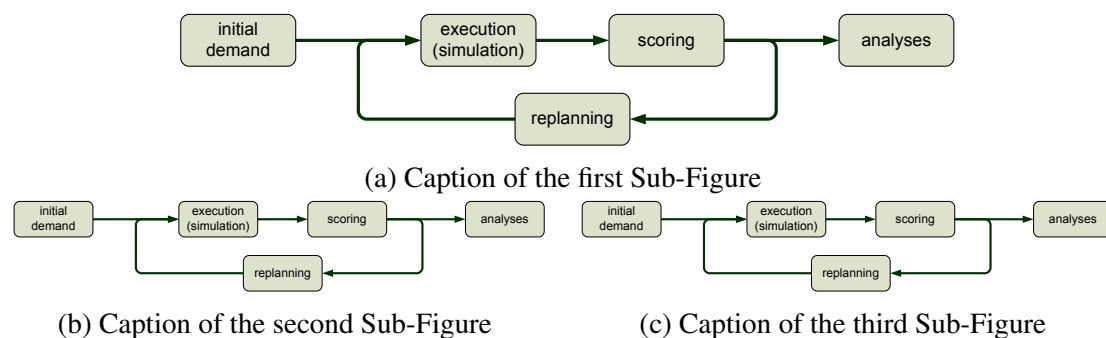 initial
demand
execution
(simulation)
scoring
analyses
replanning
(a) Caption of the first Sub-Figure
initial
demand
execution
(simulation)
scoring
analyses
replanning
(b) Caption of the second Sub-Figure
initial
demand
execution
(simulation)
scoring
analyses
replanning
(c) Caption of the third Sub-Figure